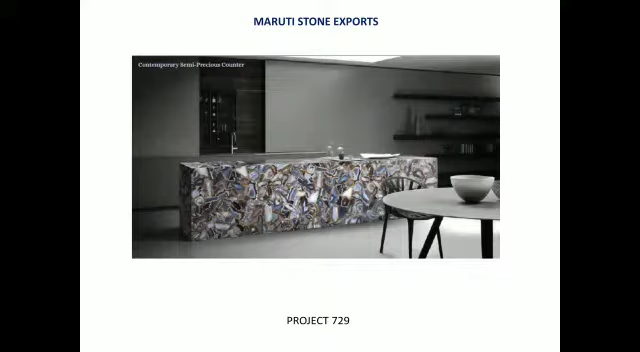 MARUTI STONE EXPORTS
Contemporary Semi-Precious Counter
PROJECT 729